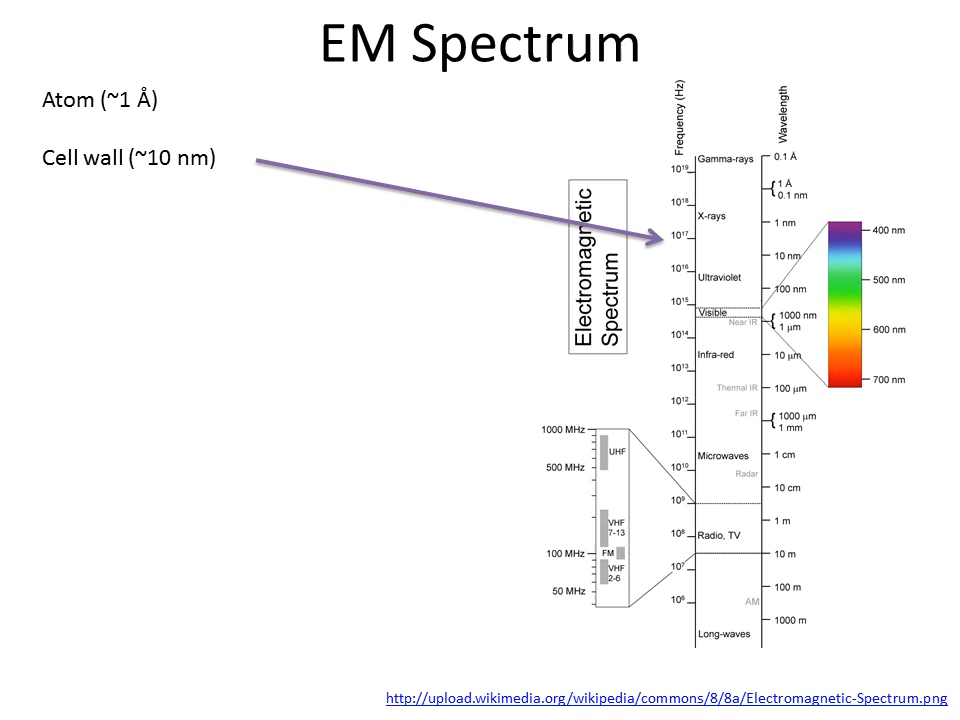 EM Spectrum
Atom (~1 Å)
Cell wall (~10 nm)
Electromagnetic
Spectrum
Frequency (Hz)
Wavelength
10¹⁹
10¹⁸
10¹⁷
10¹⁶
10¹⁵
10¹⁴
10¹³
10¹²
10¹¹
10¹⁰
10⁹
10⁸
10⁷
10⁶
Gamma-rays
X-rays
Ultraviolet
Visible
Near IR
Infra-red
Thermal IR
Far IR
Microwaves
Radar
Radio, TV
AM
Long-waves
0.1 Å
1 Å
0.1 nm
1 nm
10 nm
100 nm
1000 nm
1 µm
10 µm
100 µm
1000 µm
1 mm
1 cm
10 cm
1 m
10 m
100 m
1000 m
400 nm
500 nm
600 nm
700 nm
1000 MHz
500 MHz
100 MHz
50 MHz
UHF
VHF
7-13
FM
VHF
2-6
http://upload.wikimedia.org/wikipedia/commons/8/8a/Electromagnetic-Spectrum.png